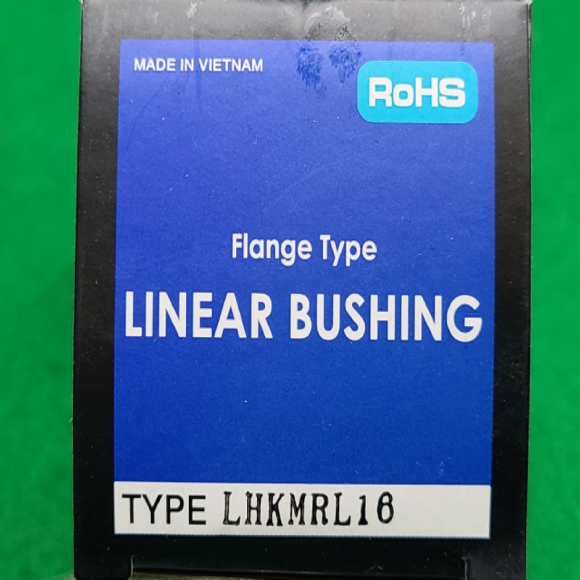 MADE IN VIETNAM
RoHS
Flange Type
LINEAR BUSHING
TYPE LHKMRL16